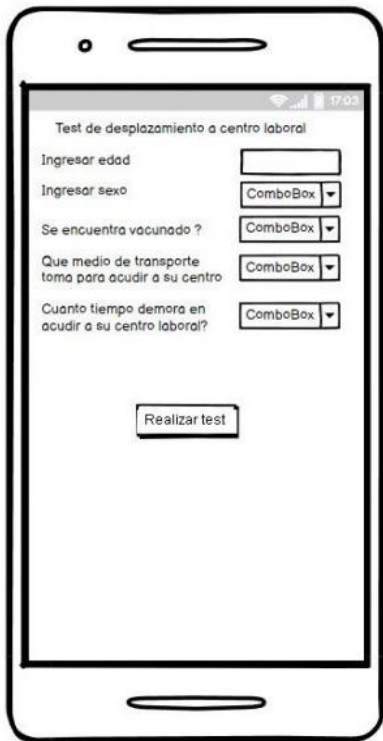 17:03
Test de desplazamiento a centro laboral
Ingresar edad
Ingresar sexo
ComboBox
Se encuentra vacunado ?
ComboBox
Que medio de transporte
toma para acudir a su centro
ComboBox
Cuanto tiempo demora en
acudir a su centro laboral?
ComboBox
Realizar test